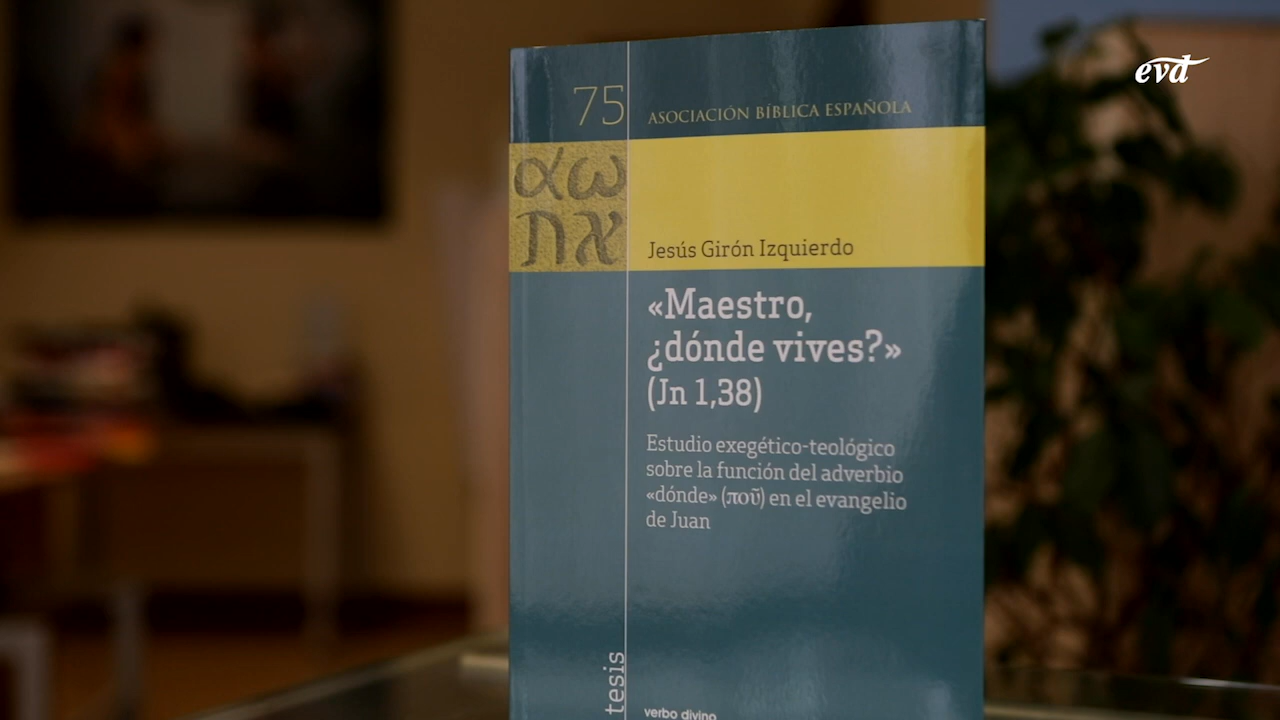 evd
75
ASOCIACIÓN BÍBLICA ESPAÑOLA
αω
את
Jesús Girón Izquierdo
«Maestro,
¿dónde vives?»
(Jn 1,38)
Estudio exegético-teológico
sobre la función del adverbio
«dónde» (ποῦ) en el evangelio
de Juan
tesis
verbo divino